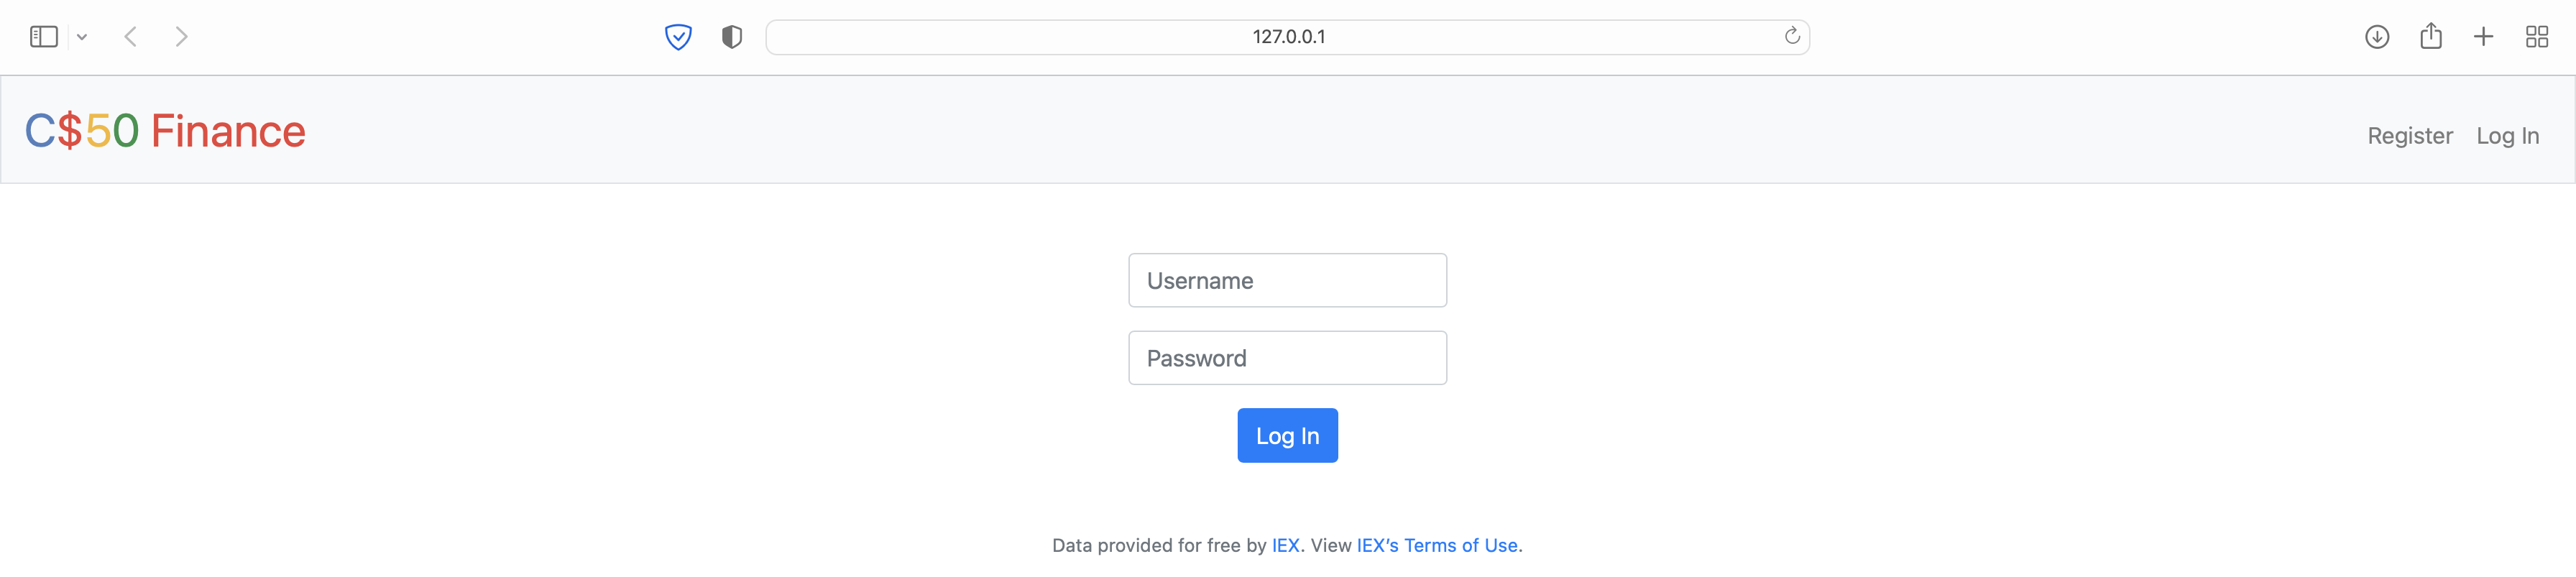 127.0.0.1
C$50 Finance
Register Log In
Username
Password
Log In
Data provided for free by IEX. View IEX’s Terms of Use.